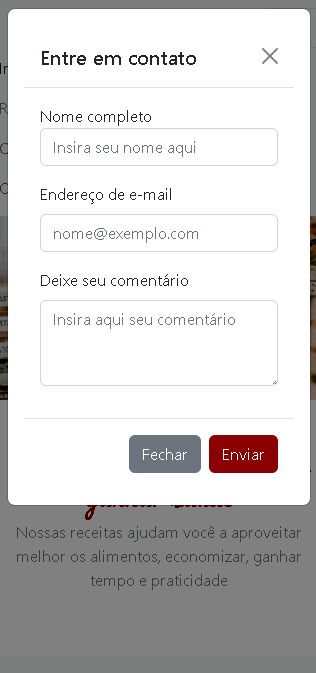 Entre em contato
Nome completo
Insira seu nome aqui
Endereço de e-mail
nome@exemplo.com
Deixe seu comentário
Insira aqui seu comentário
Fechar
Enviar
Nossas receitas ajudam você a aproveitar
melhor os alimentos, economizar, ganhar
tempo e praticidade